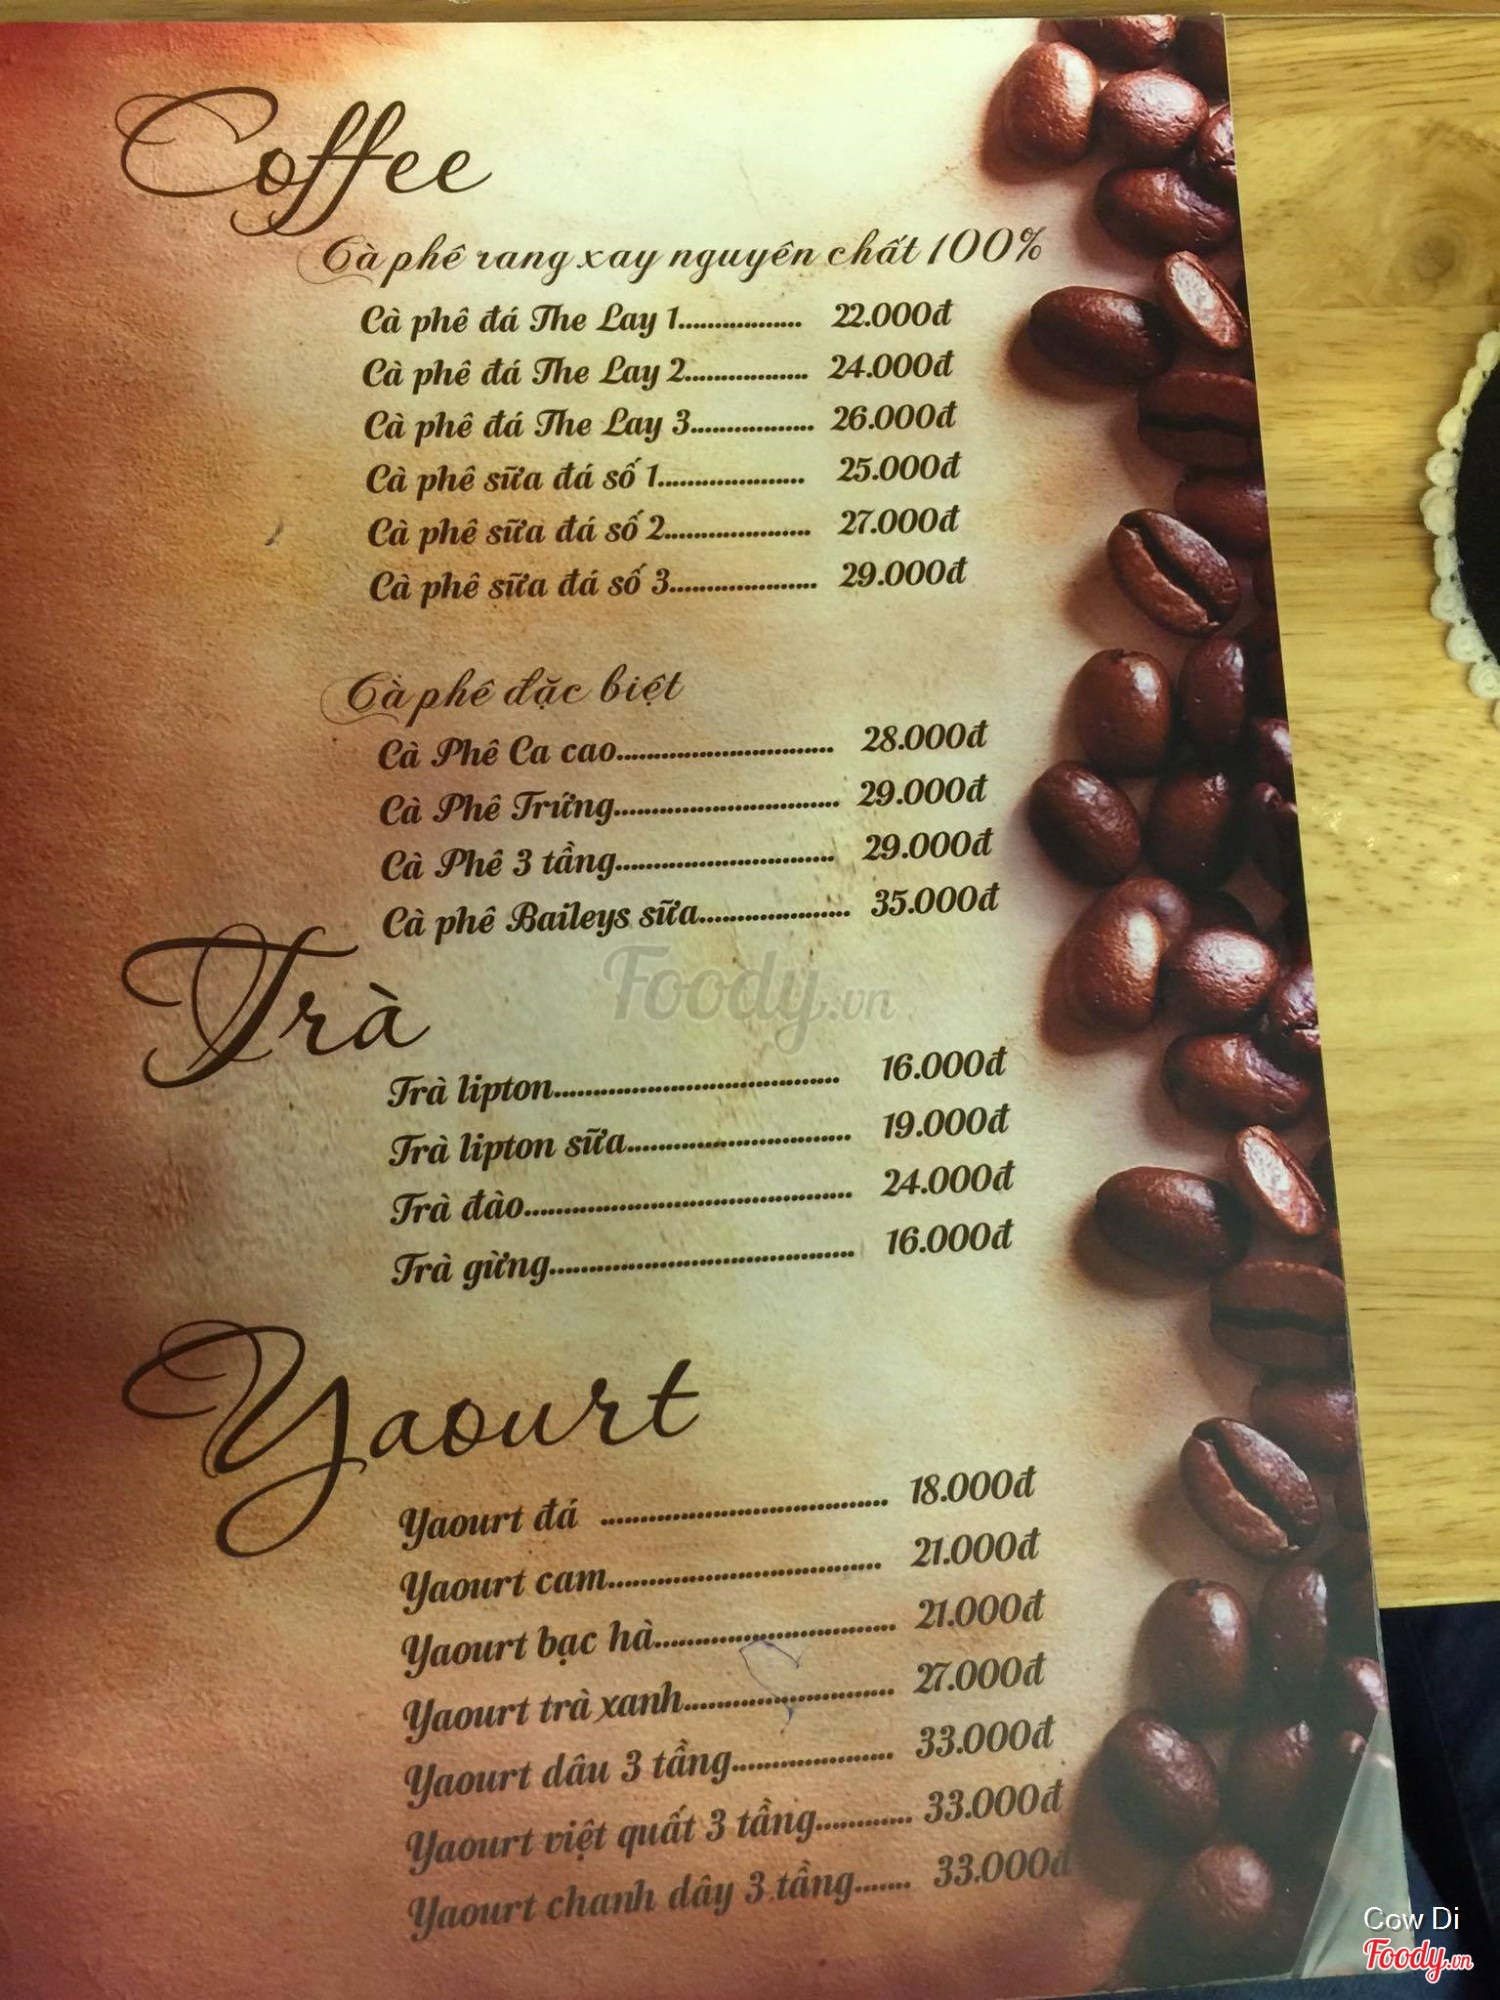 Coffee
Cà phê rang xay nguyên chất 100%
Cà phê đá The Lay 1................. 22.000đ
Cà phê đá The Lay 2................. 24.000đ
Cà phê đá The Lay 3................. 26.000đ
Cà phê sữa đá số 1.................... 25.000đ
Cà phê sữa đá số 2.................... 27.000đ
Cà phê sữa đá số 3.................... 29.000đ
Cà phê đặc biệt
Cà Phê Ca cao............................. 28.000đ
Cà Phê Trứng.............................. 29.000đ
Cà Phê 3 tầng............................. 29.000đ
Cà phê Baileys sữa.................... 35.000đ
Foody.vn
Trà
Trà lipton...................................... 16.000đ
Trà lipton sữa.............................. 19.000đ
Trà đào........................................... 24.000đ
Trà gừng........................................ 16.000đ
Yaourt
Yaourt đá ..................................... 18.000đ
Yaourt cam................................... 21.000đ
Yaourt bạc hà............................... 21.000đ
Yaourt trà xanh........................... 27.000đ
Yaourt dâu 3 tầng..................... 33.000đ
Yaourt việt quất 3 tầng............ 33.000đ
Yaourt chanh dây 3 tầng....... 33.000đ
Cow Di
Foody.vn